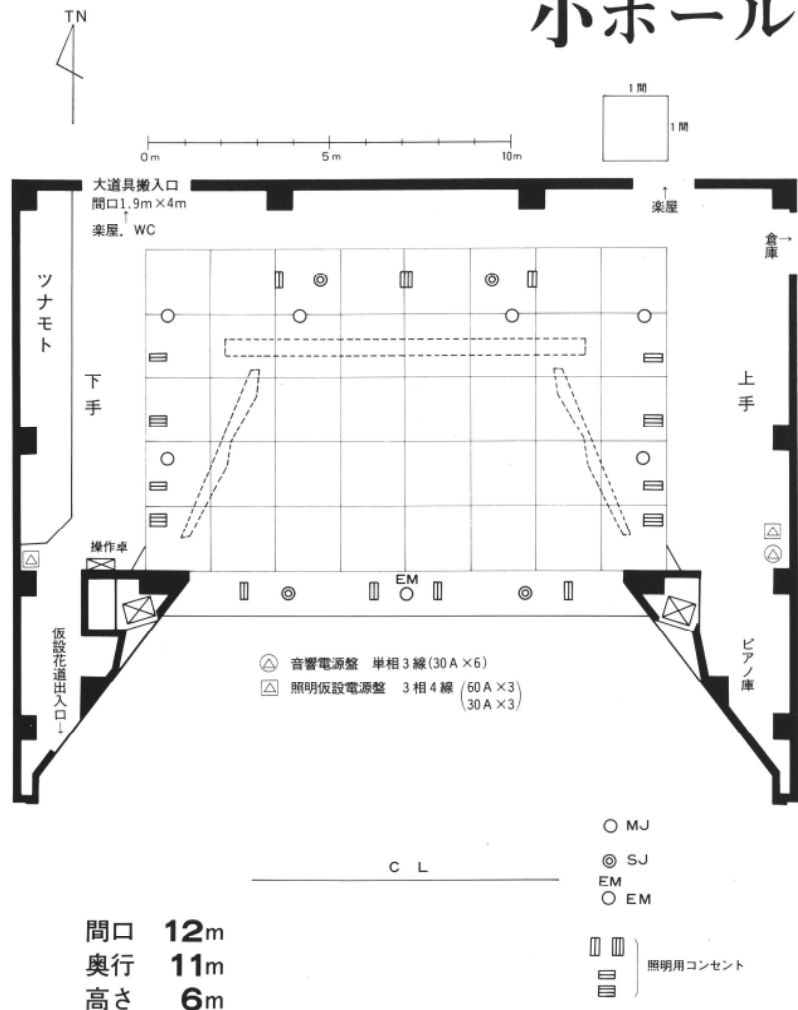 小ホール
TN
1間
1間
0m 5m 10m
大道具搬入口
間口1.9m×4m
↑
楽屋．WC
↑
楽屋
倉庫→
ツナモト
下手
上手
操作卓
EM
仮設花道出入口→
ピアノ庫
音響電源盤 単相3線(30A×6)
照明仮設電源盤 3相4線(60A×3
30A×3)
MJ
SJ
EM
EM
CL
照明用コンセント
間口 12m
奥行 11m
高さ 6m